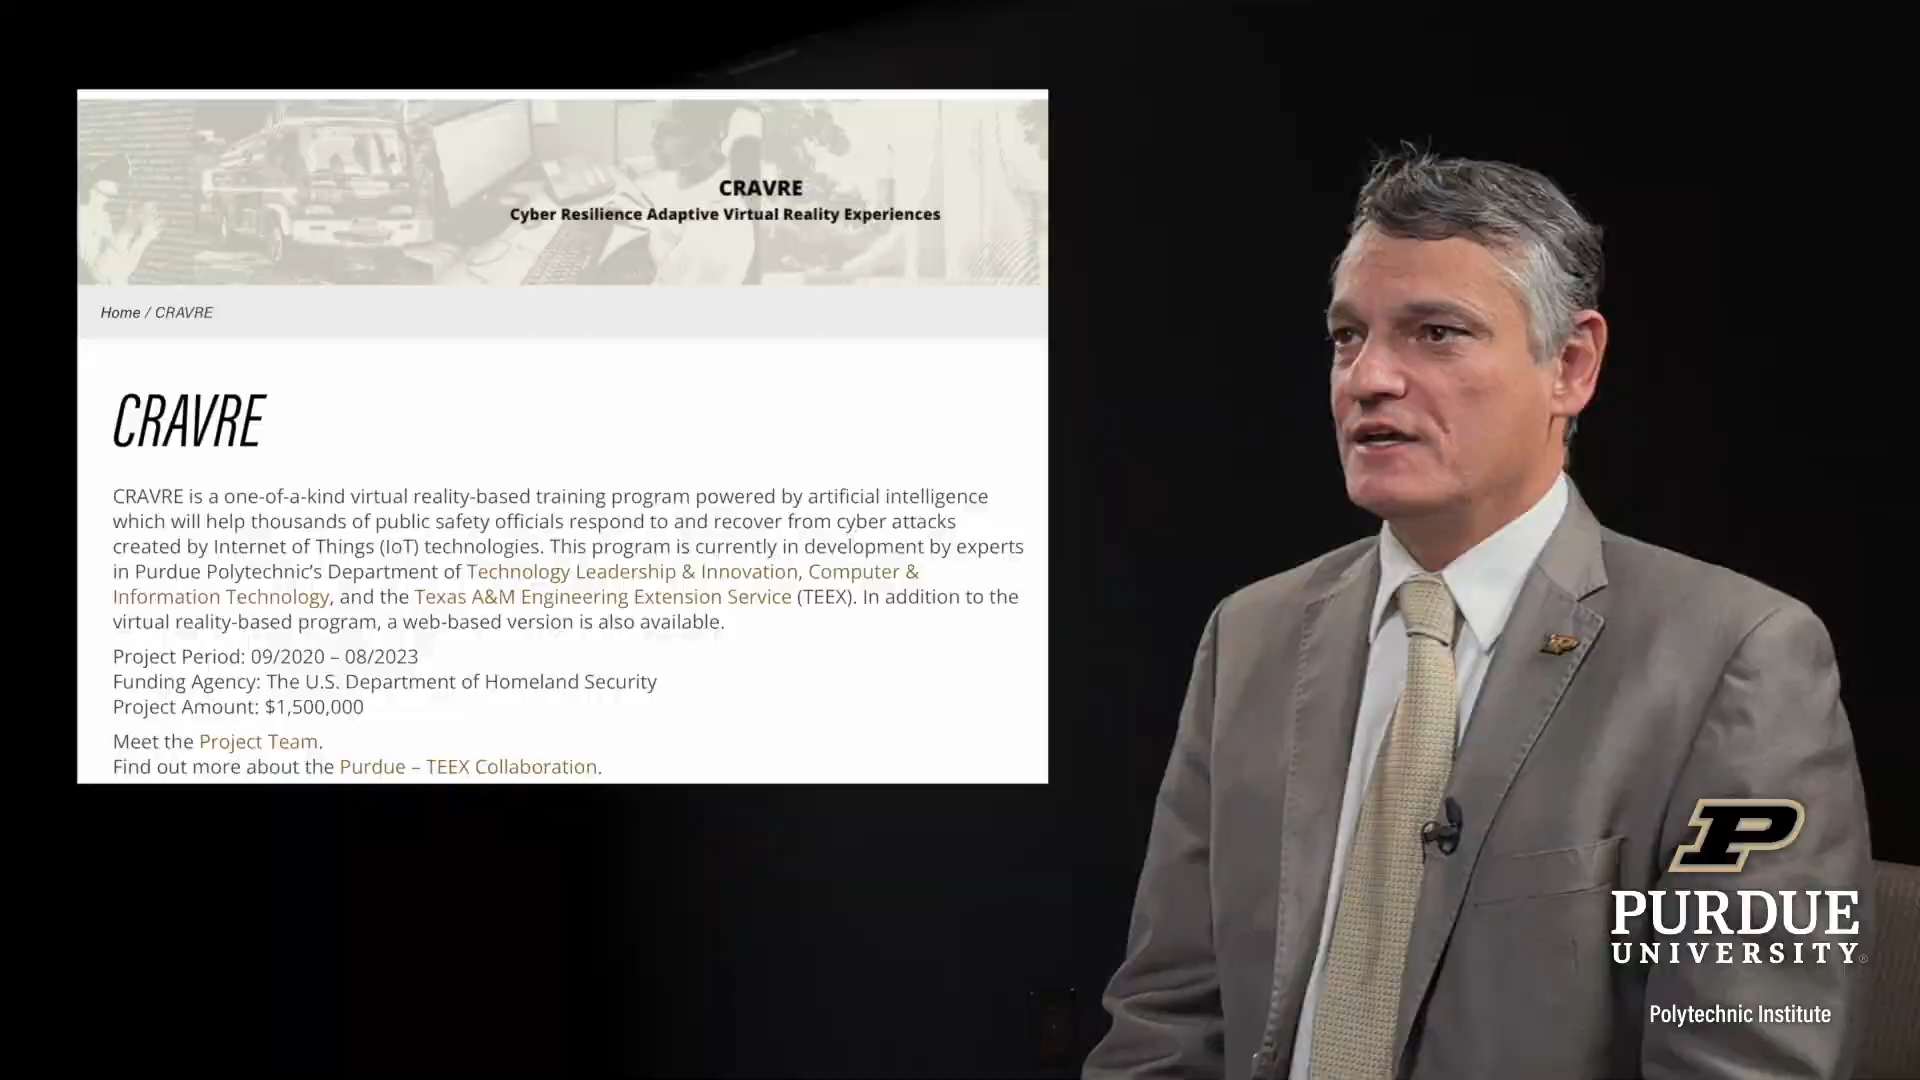 CRAVRE
Cyber Resilience Adaptive Virtual Reality Experiences
Home / CRAVRE
CRAVRE
CRAVRE is a one-of-a-kind virtual reality-based training program powered by artificial intelligence
which will help thousands of public safety officials respond to and recover from cyber attacks
created by Internet of Things (IoT) technologies. This program is currently in development by experts
in Purdue Polytechnic’s Department of Technology Leadership & Innovation, Computer &
Information Technology, and the Texas A&M Engineering Extension Service (TEEX). In addition to the
virtual reality-based program, a web-based version is also available.
Project Period: 09/2020 – 08/2023
Funding Agency: The U.S. Department of Homeland Security
Project Amount: $1,500,000
Meet the Project Team.
Find out more about the Purdue – TEEX Collaboration.
P
PURDUE
UNIVERSITY®
Polytechnic Institute